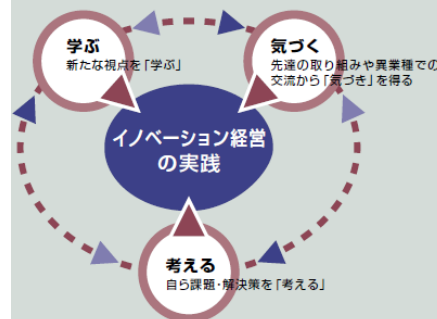 学ぶ
新たな視点を「学ぶ」
気づく
先達の取り組みや異業種での
交流から「気づき」を得る
イノベーション経営
の実践
考える
自ら課題・解決策を「考える」